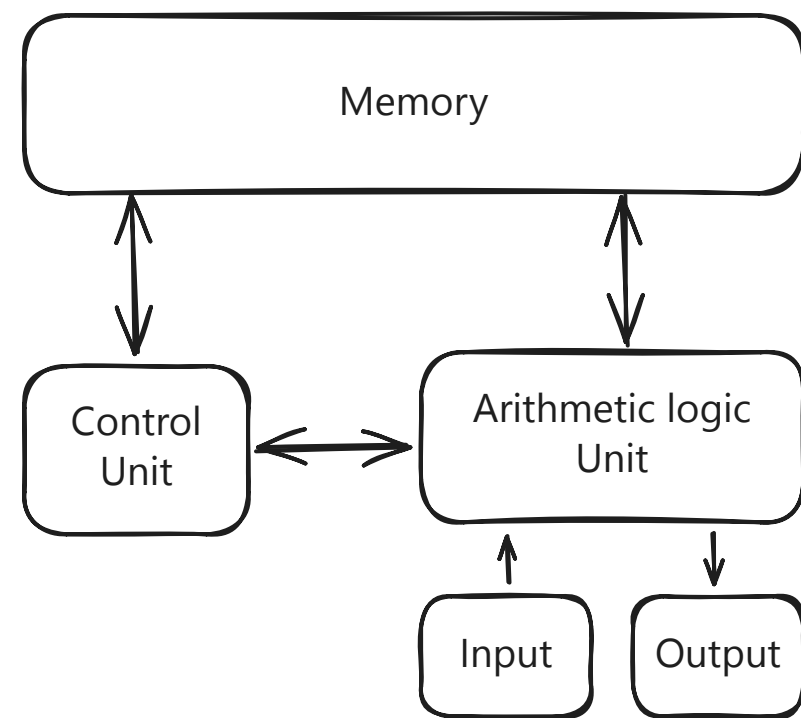 Memory
Control
Unit
Arithmetic logic
Unit
Input
Output